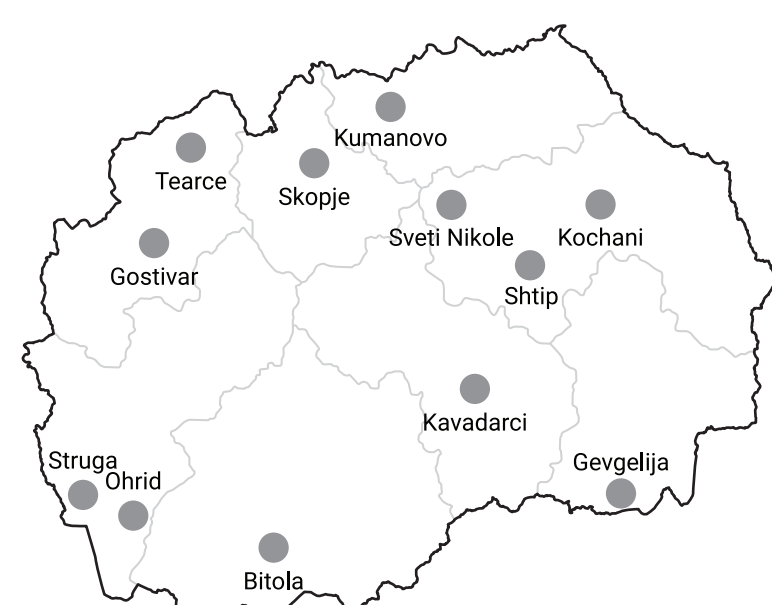 Kumanovo
Tearce
Skopje
Sveti Nikole
Kochani
Gostivar
Shtip
Kavadarci
Struga
Gevgelija
Ohrid
Bitola